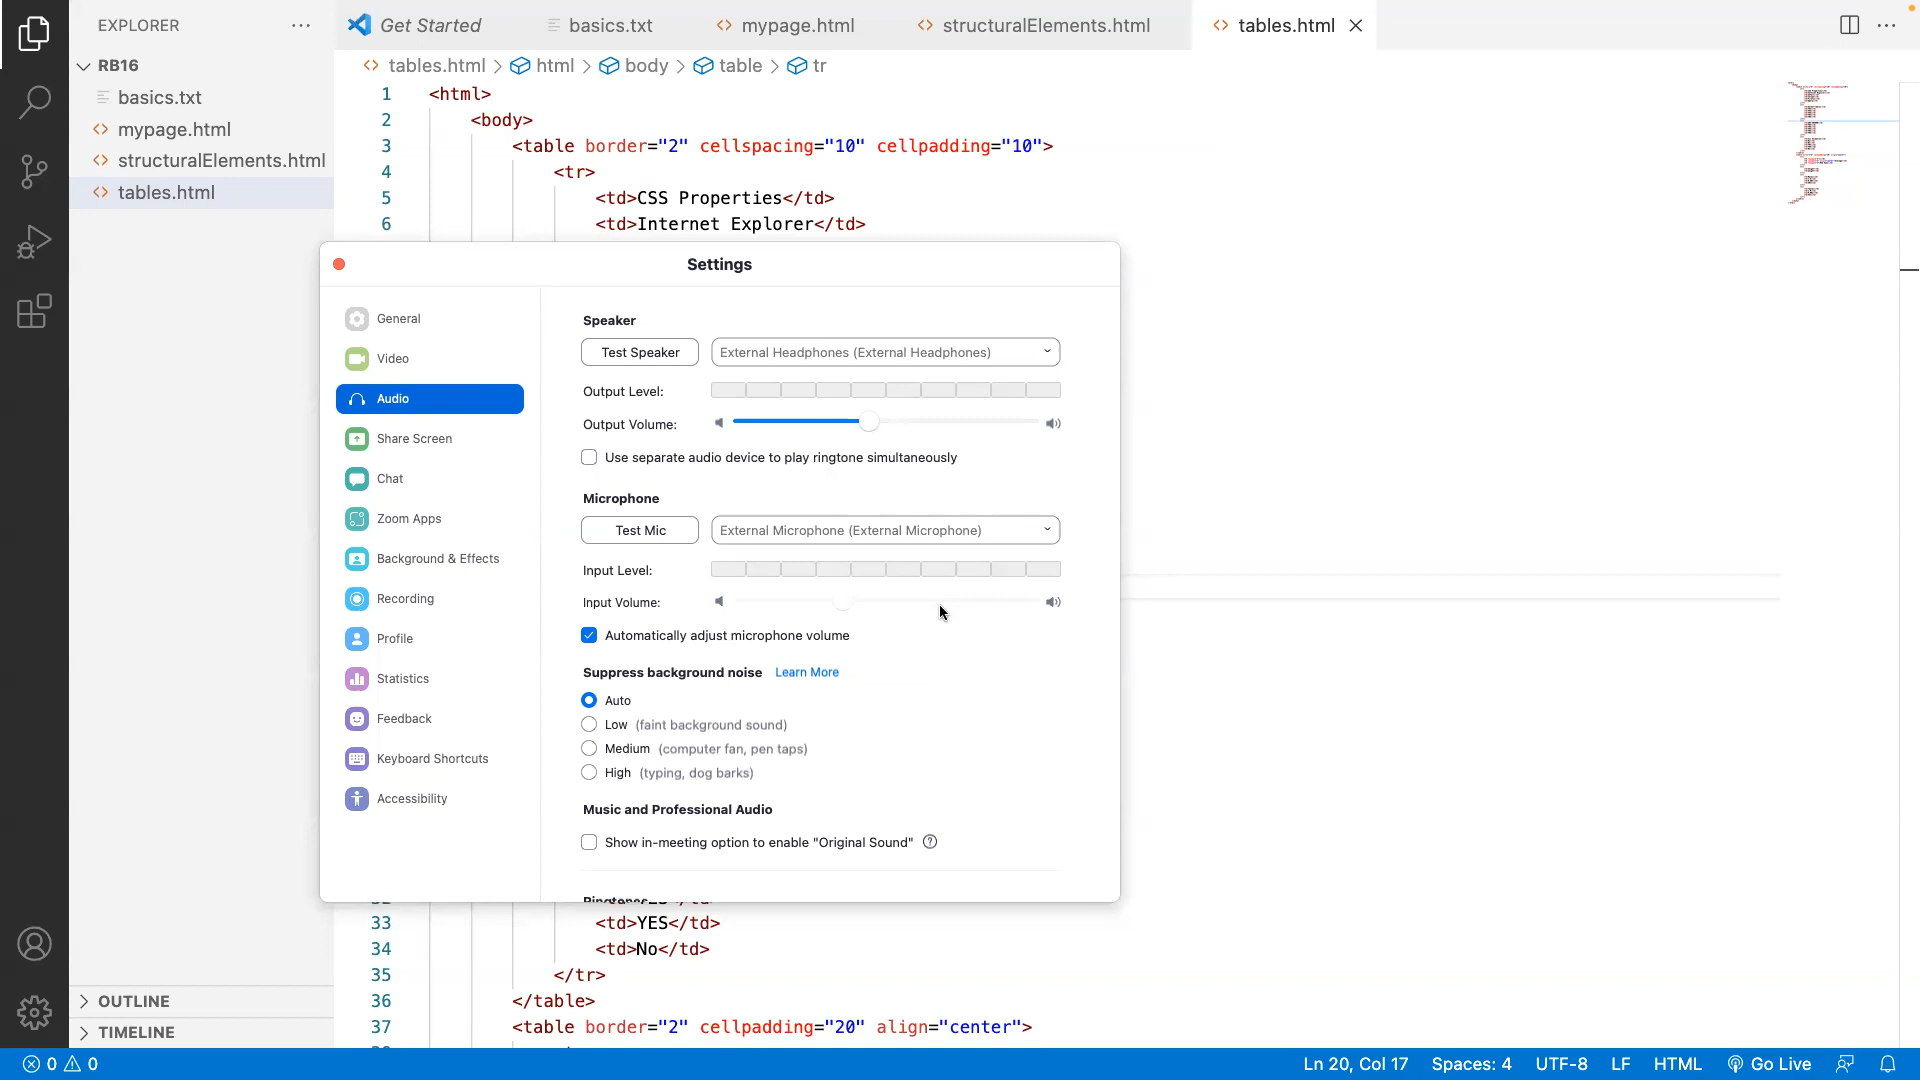 EXPLORER
Get Started
basics.txt
mypage.html
structuralElements.html
tables.html
RB16
basics.txt
mypage.html
structuralElements.html
tables.html
tables.html > html > body > table > tr
1 <html>
2 <body>
3 <table border="2" cellspacing="10" cellpadding="10">
4 <tr>
5 <td>CSS Properties</td>
6 <td>Internet Explorer</td>
Settings
General
Video
Audio
Share Screen
Chat
Zoom Apps
Background & Effects
Recording
Profile
Statistics
Feedback
Keyboard Shortcuts
Accessibility
Speaker
Test Speaker
External Headphones (External Headphones)
Output Level:
Output Volume:
Use separate audio device to play ringtone simultaneously
Microphone
Test Mic
External Microphone (External Microphone)
Input Level:
Input Volume:
Automatically adjust microphone volume
Suppress background noise Learn More
Auto
Low (faint background sound)
Medium (computer fan, pen taps)
High (typing, dog barks)
Music and Professional Audio
Show in-meeting option to enable "Original Sound"
33 <td>YES</td>
34 <td>No</td>
35 </tr>
36 </table>
37 <table border="2" cellpadding="20" align="center">
OUTLINE
TIMELINE
0 0
Ln 20, Col 17
Spaces: 4
UTF-8
LF
HTML
Go Live